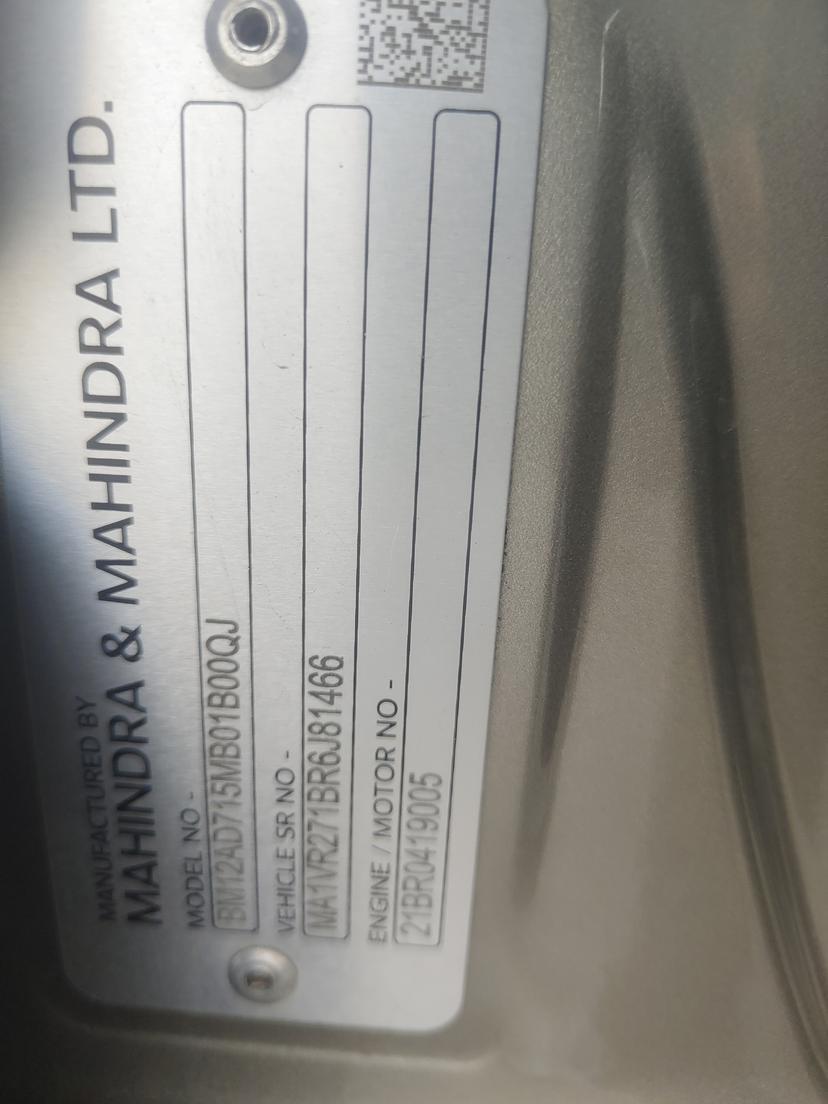 MANUFACTURED BY
MAHINDRA & MAHINDRA LTD.
MODEL NO -
BM12AD715MB01B00QJ
VEHICLE SR NO -
MA1VR271BR6J81466
ENGINE / MOTOR NO -
21BR0419005